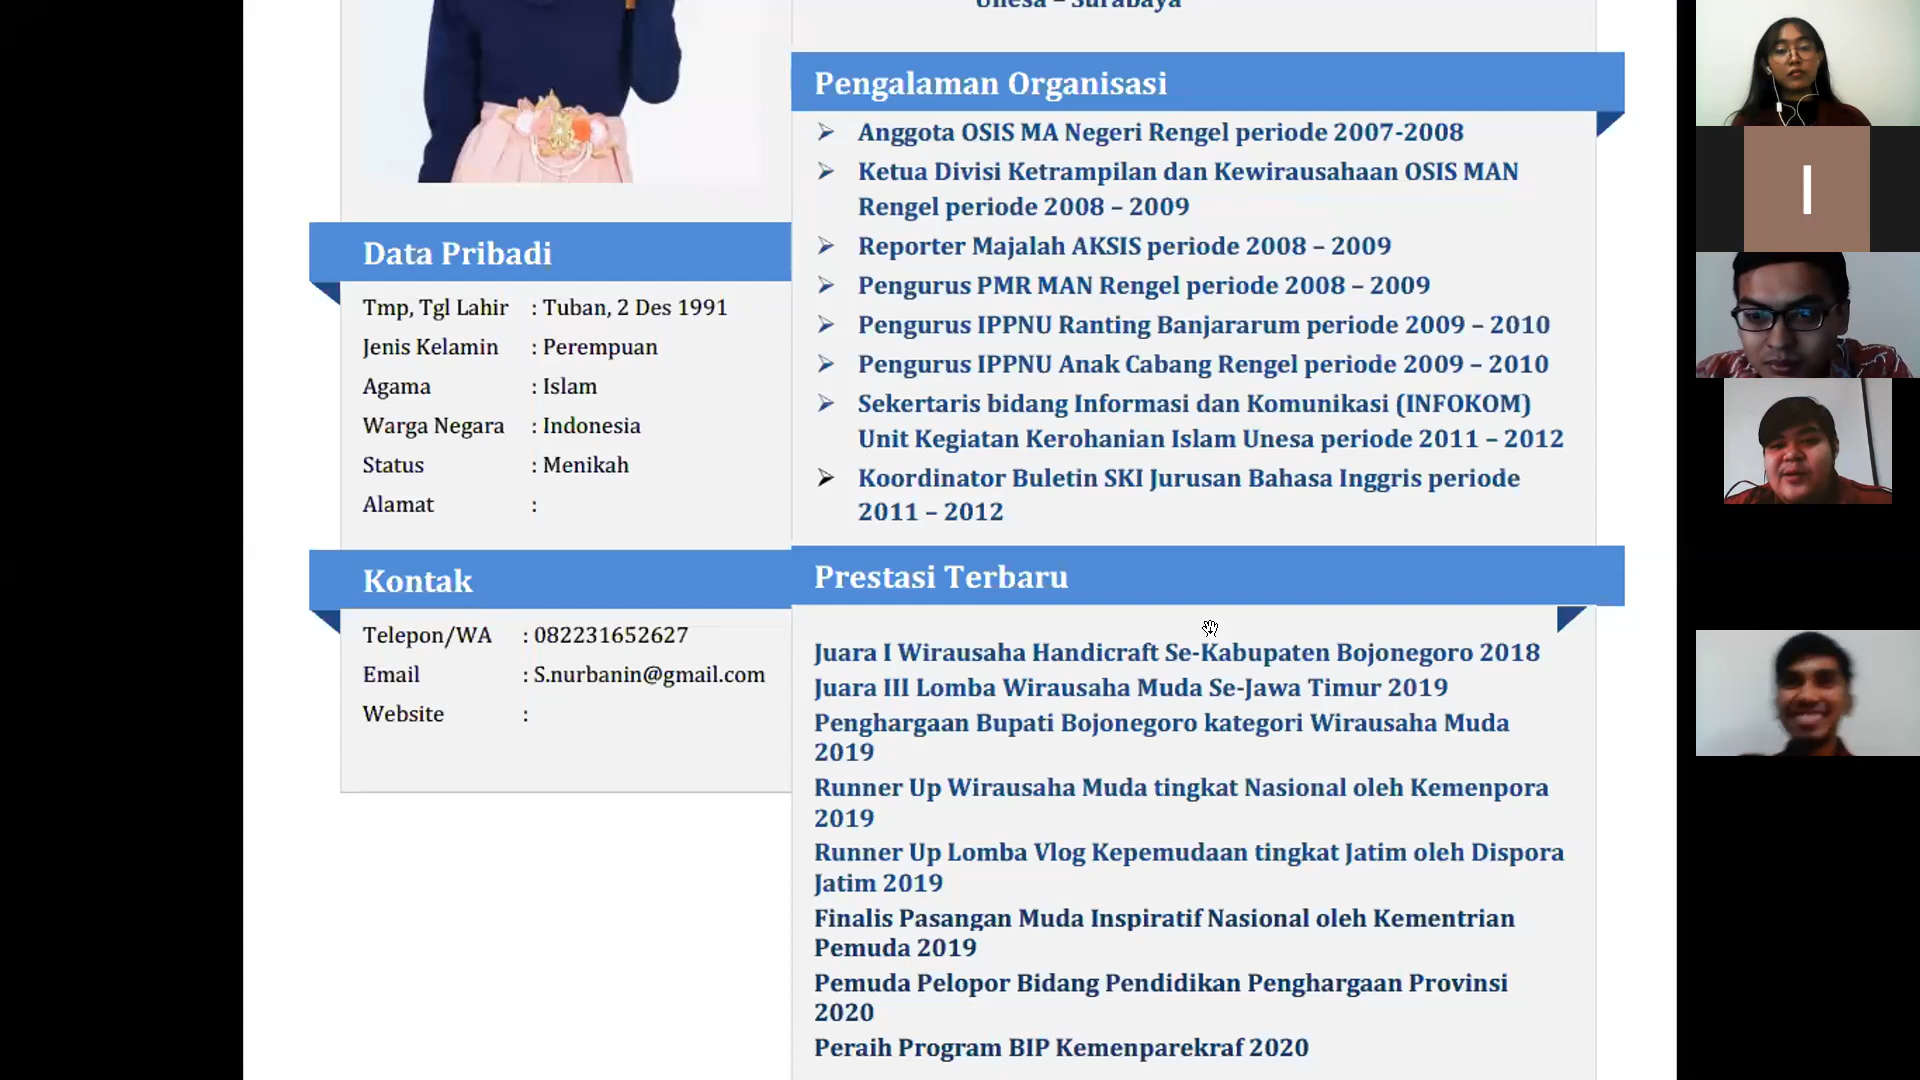 Unesa – Surabaya
Data Pribadi
Tmp, Tgl Lahir : Tuban, 2 Des 1991
Jenis Kelamin : Perempuan
Agama : Islam
Warga Negara : Indonesia
Status : Menikah
Alamat :
Kontak
Telepon/WA : 082231652627
Email : S.nurbanin@gmail.com
Website :
Pengalaman Organisasi
Anggota OSIS MA Negeri Rengel periode 2007-2008
Ketua Divisi Ketrampilan dan Kewirausahaan OSIS MAN
Rengel periode 2008 – 2009
Reporter Majalah AKSIS periode 2008 – 2009
Pengurus PMR MAN Rengel periode 2008 – 2009
Pengurus IPPNU Ranting Banjararum periode 2009 – 2010
Pengurus IPPNU Anak Cabang Rengel periode 2009 – 2010
Sekertaris bidang Informasi dan Komunikasi (INFOKOM)
Unit Kegiatan Kerohanian Islam Unesa periode 2011 – 2012
Koordinator Buletin SKI Jurusan Bahasa Inggris periode
2011 – 2012
Prestasi Terbaru
Juara I Wirausaha Handicraft Se-Kabupaten Bojonegoro 2018
Juara III Lomba Wirausaha Muda Se-Jawa Timur 2019
Penghargaan Bupati Bojonegoro kategori Wirausaha Muda
2019
Runner Up Wirausaha Muda tingkat Nasional oleh Kemenpora
2019
Runner Up Lomba Vlog Kepemudaan tingkat Jatim oleh Dispora
Jatim 2019
Finalis Pasangan Muda Inspiratif Nasional oleh Kementrian
Pemuda 2019
Pemuda Pelopor Bidang Pendidikan Penghargaan Provinsi
2020
Peraih Program BIP Kemenparekraf 2020
I